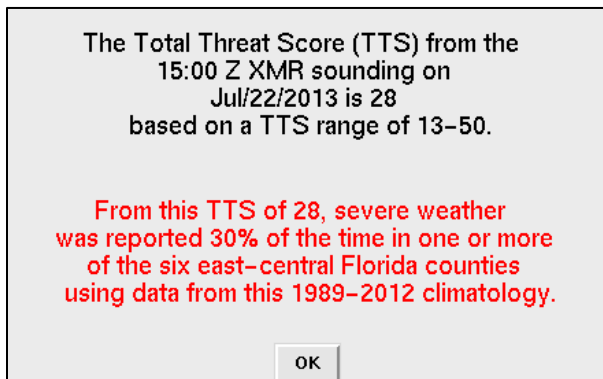 The Total Threat Score (TTS) from the
15:00 Z XMR sounding on
Jul/22/2013 is 28
based on a TTS range of 13-50.
From this TTS of 28, severe weather
was reported 30% of the time in one or more
of the six east-central Florida counties
using data from this 1989-2012 climatology.
OK